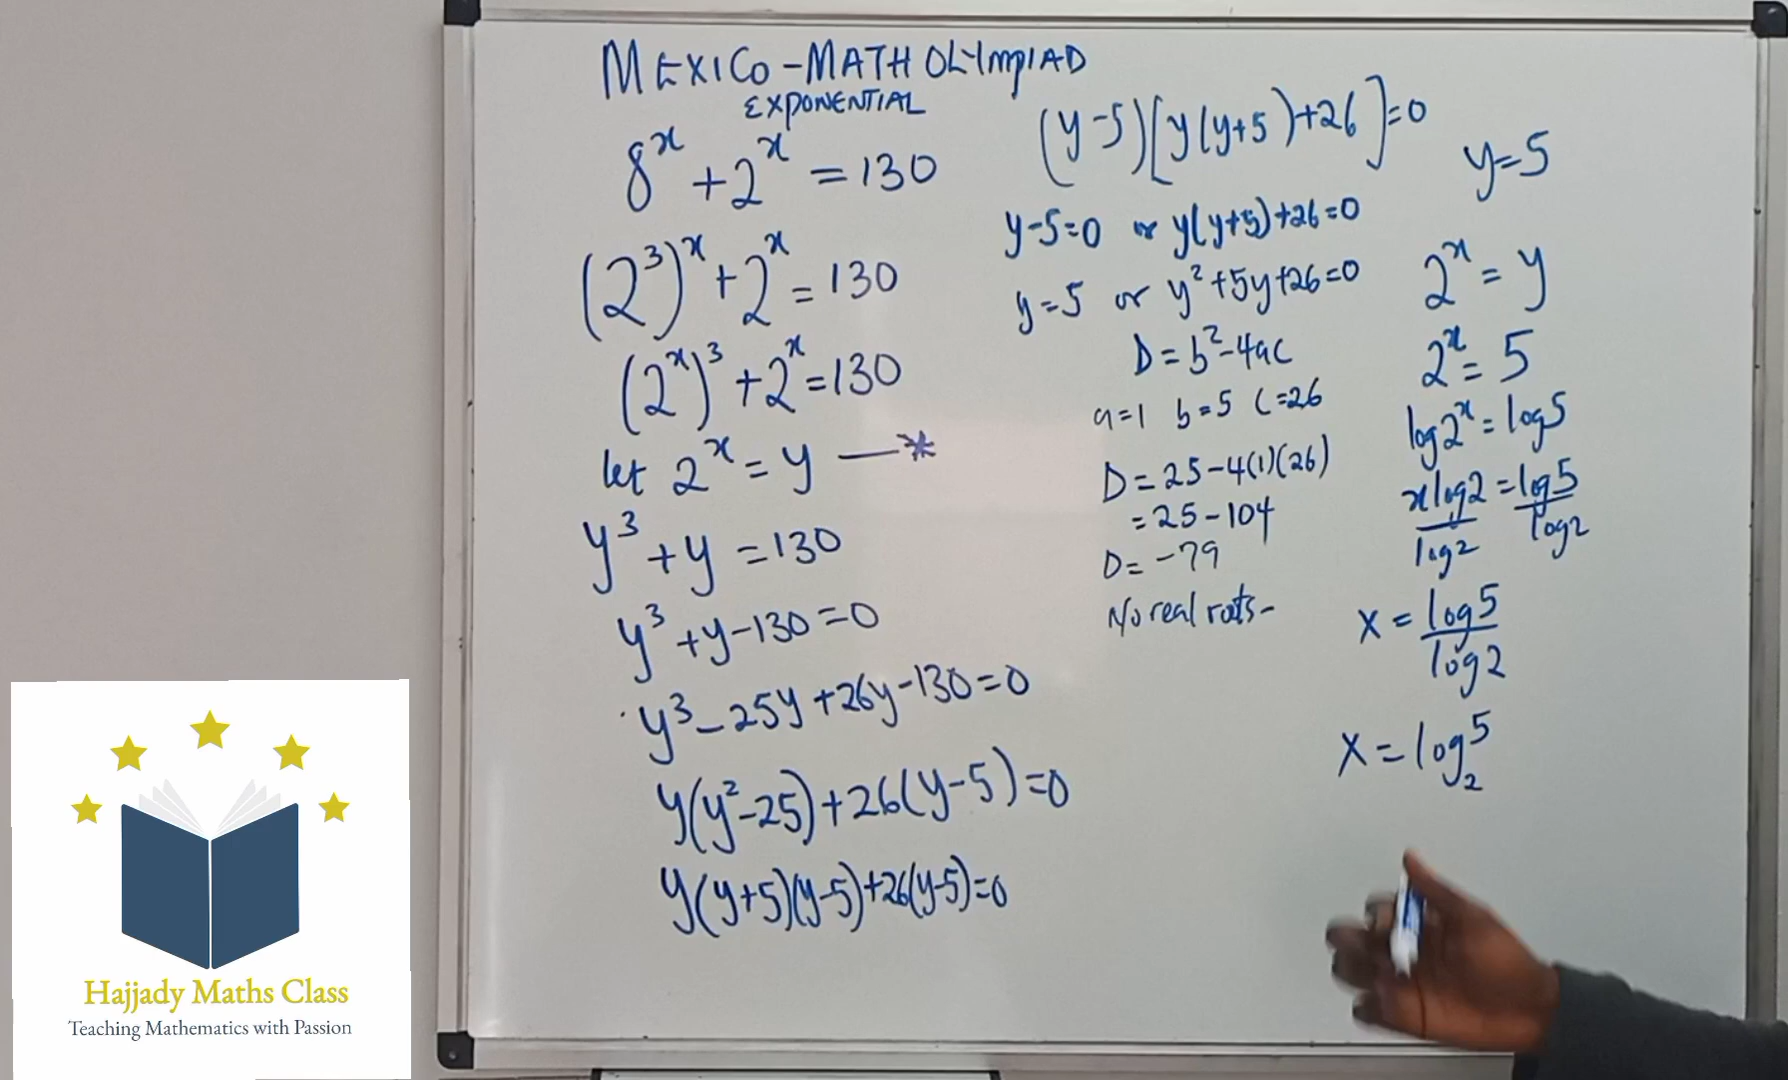 MEXICO-MATH OLYMPIAD
EXPONENTIAL
8^x + 2^x = 130
(2^3)^x + 2^x = 130
(2^x)^3 + 2^x = 130
let 2^x = y —*
y^3 + y = 130
y^3 + y - 130 = 0
y^3 - 25y + 26y - 130 = 0
y(y^2 - 25) + 26(y - 5) = 0
y(y+5)(y-5) + 26(y-5) = 0
(y-5)[y(y+5)+26] = 0
y-5=0 or y(y+5)+26=0
y=5 or y^2+5y+26=0
D = b^2 - 4ac
a=1 b=5 c=26
D = 25 - 4(1)(26)
= 25 - 104
D = -79
No real roots-
y=5
2^x = y
2^x = 5
log2^x = log5
xlog2/log2 = log5/log2
x = log5/log2
x = log_2 5
Hajjady Maths Class
Teaching Mathematics with Passion